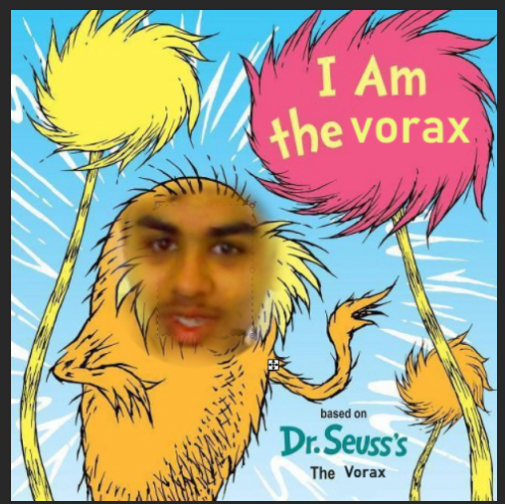 I Am
the vorax
based on
Dr. Seuss's
The Vorax